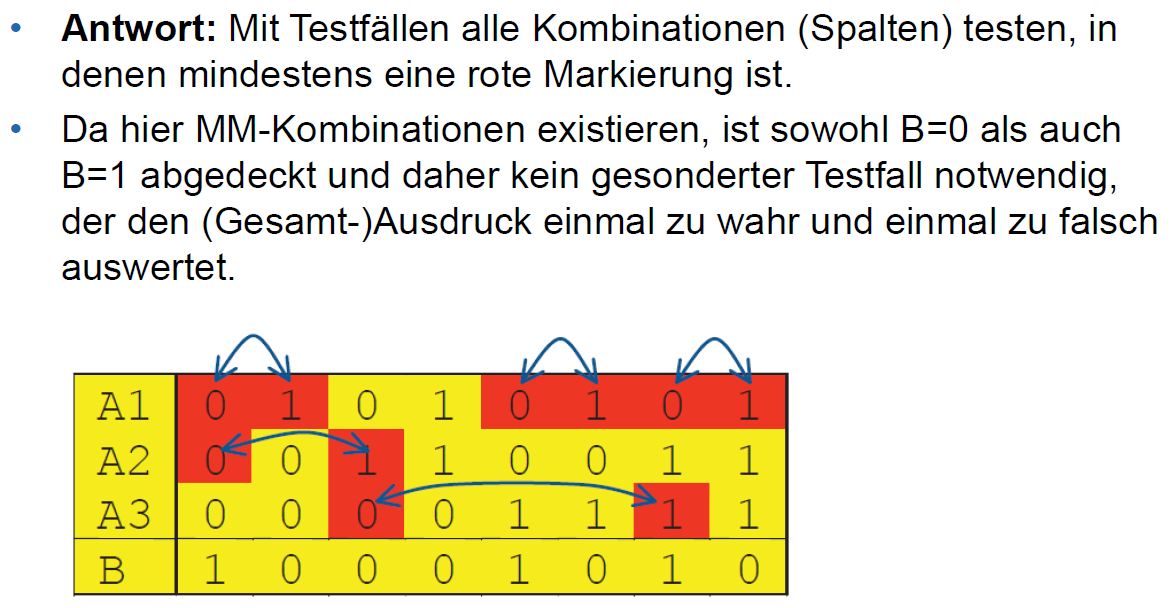 • Antwort: Mit Testfällen alle Kombinationen (Spalten) testen, in
denen mindestens eine rote Markierung ist.
• Da hier MM-Kombinationen existieren, ist sowohl B=0 als auch
B=1 abgedeckt und daher kein gesonderter Testfall notwendig,
der den (Gesamt-)Ausdruck einmal zu wahr und einmal zu falsch
auswertet.
A1 0 1 0 1 0 1 0 1
A2 0 0 1 1 0 0 1 1
A3 0 0 0 0 1 1 1 1
B 1 0 0 0 1 0 1 0